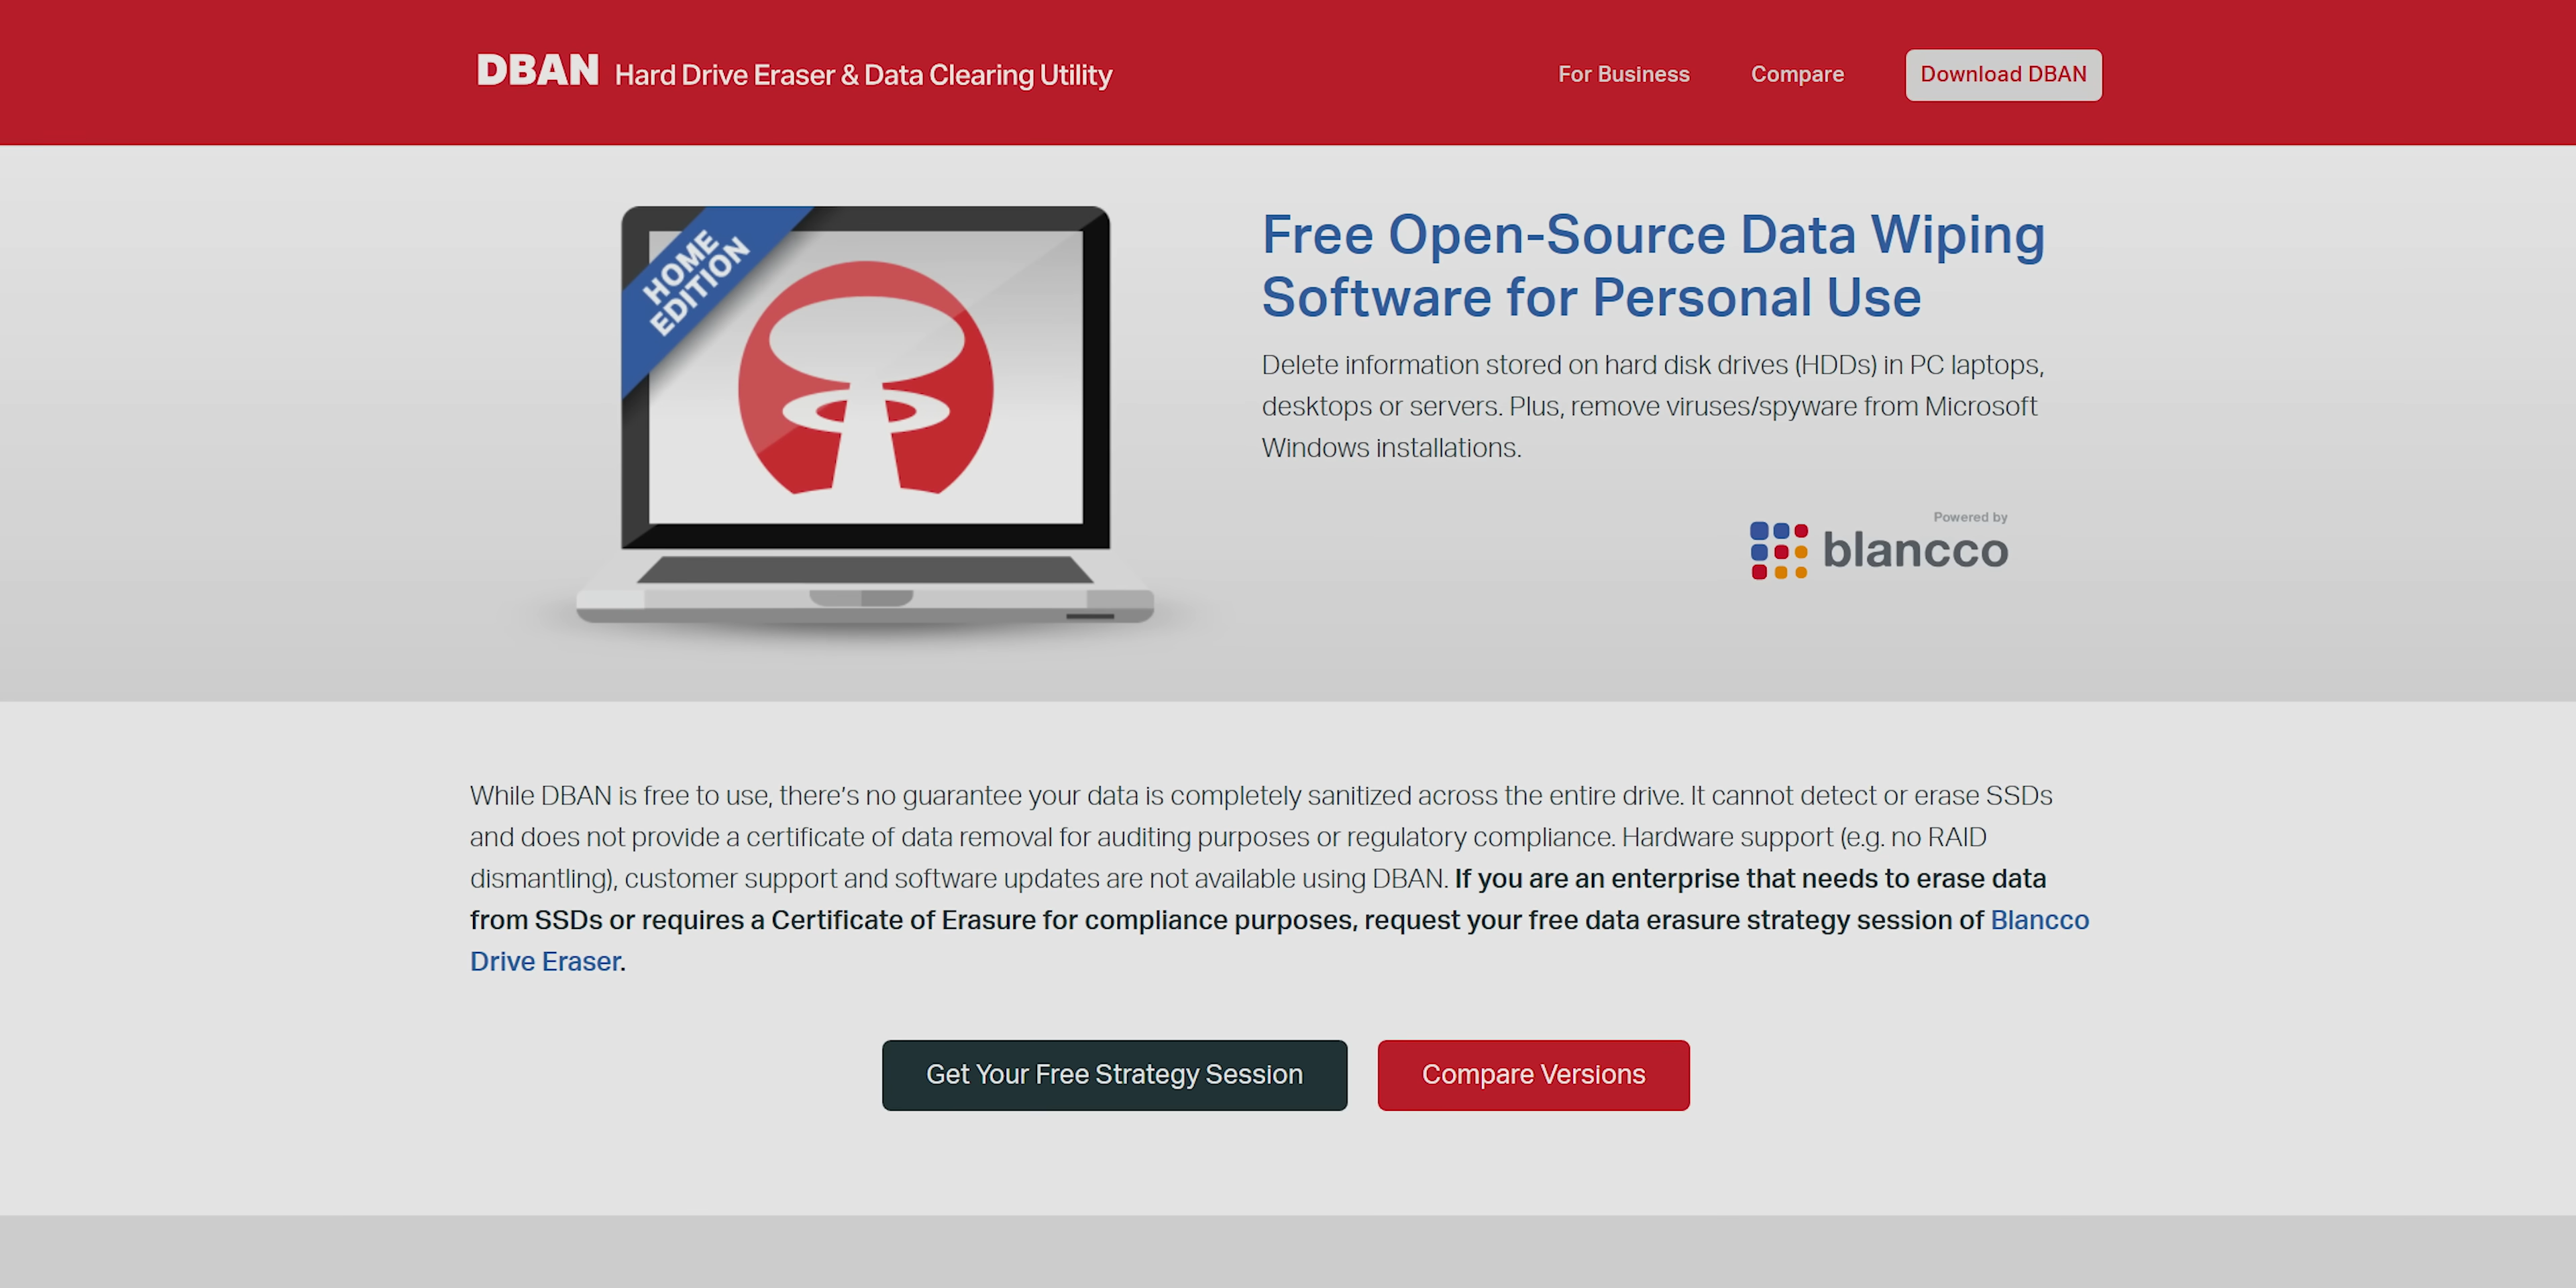 DBAN Hard Drive Eraser & Data Clearing Utility
For Business
Compare
Download DBAN
HOME
EDITION
Free Open-Source Data Wiping
Software for Personal Use
Delete information stored on hard disk drives (HDDs) in PC laptops,
desktops or servers. Plus, remove viruses/spyware from Microsoft
Windows installations.
Powered by
blancco
While DBAN is free to use, there's no guarantee your data is completely sanitized across the entire drive. It cannot detect or erase SSDs
and does not provide a certificate of data removal for auditing purposes or regulatory compliance. Hardware support (e.g. no RAID
dismantling), customer support and software updates are not available using DBAN. If you are an enterprise that needs to erase data
from SSDs or requires a Certificate of Erasure for compliance purposes, request your free data erasure strategy session of Blancco
Drive Eraser.
Get Your Free Strategy Session
Compare Versions